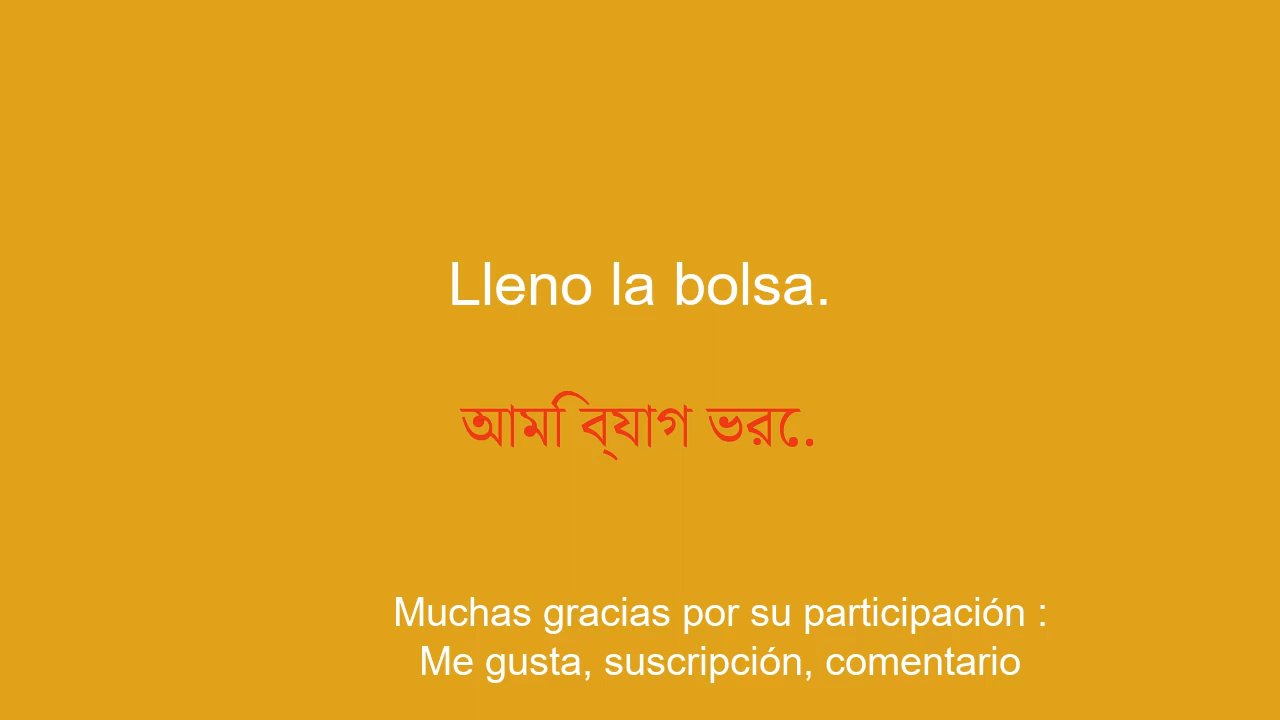 Lleno la bolsa.
আমি ব্যাগ ভরে.
Muchas gracias por su participación :
Me gusta, suscripción, comentario